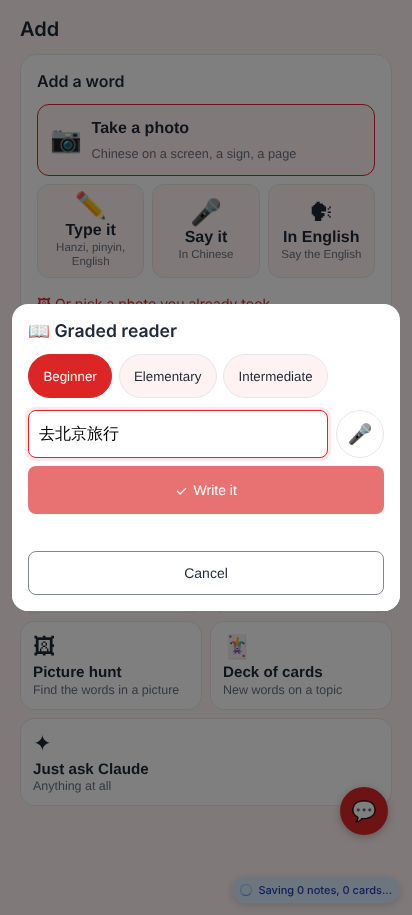 Add
Add a word
Take a photo
Chinese on a screen, a sign, a page
Type it
Hanzi, pinyin,
English
Say it
In Chinese
In English
Say the English
Or pick a photo you already took
Graded reader
Beginner
Elementary
Intermediate
去北京旅行
✓ Write it
Cancel
Picture hunt
Find the words in a picture
Deck of cards
New words on a topic
Just ask Claude
Anything at all
Saving 0 notes, 0 cards...